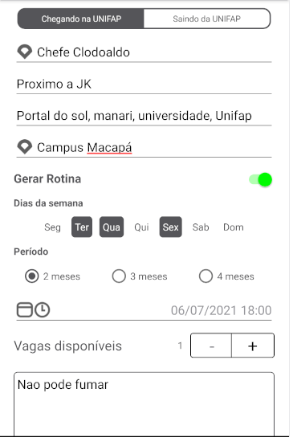 Chegando na UNIFAP Saindo da UNIFAP
Chefe Clodoaldo
Proximo a JK
Portal do sol, manari, universidade, Unifap
Campus Macapá
Gerar Rotina
Dias da semana
Seg Ter Qua Qui Sex Sab Dom
Período
2 meses 3 meses 4 meses
06/07/2021 18:00
Vagas disponíveis 1 - +
Nao pode fumar